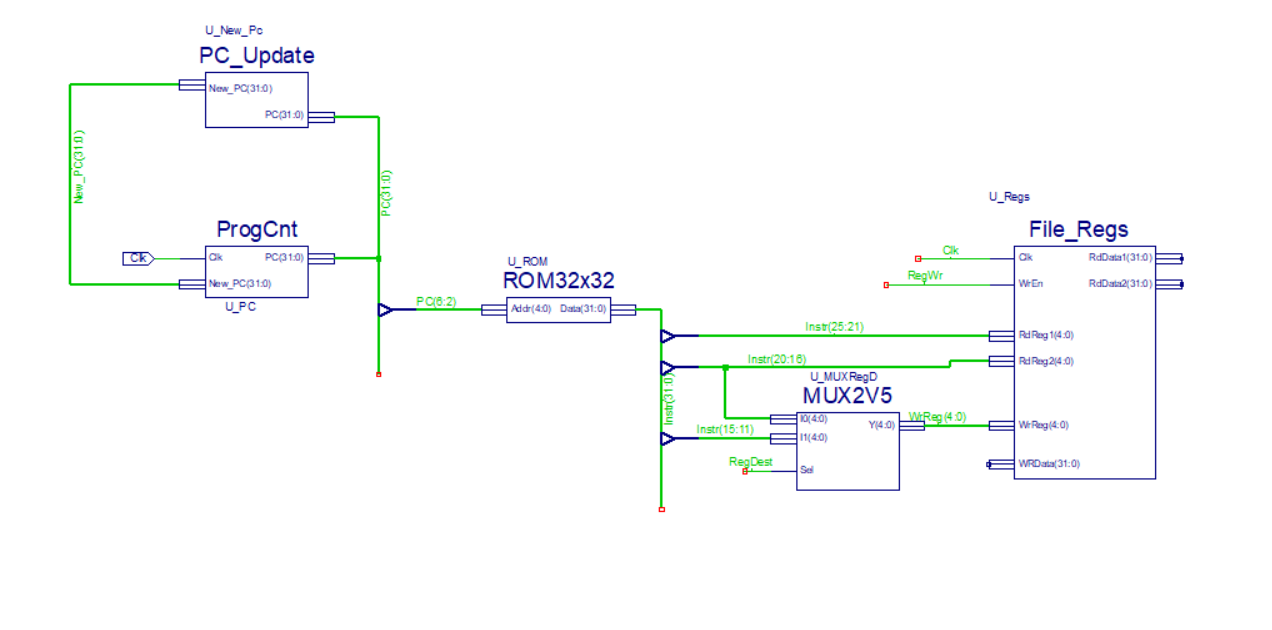 U_New_Pc
PC_Update
New_PC(31:0)
PC(31:0)
New_PC(31:0)
PC(31:0)
ProgCnt
Clk
Clk
PC(31:0)
New_PC(31:0)
U_PC
PC(6:2)
U_ROM
ROM32x32
Addr(4:0)
Data(31:0)
Instr(31:0)
Instr(25:21)
Instr(20:16)
Instr(15:11)
RegDest
U_MUXRegD
MUX2V5
I0(4:0)
I1(4:0)
Sel
Y(4:0)
WrReg(4:0)
U_Regs
File_Regs
Clk
RegWr
Clk
WrEn
RdReg1(4:0)
RdReg2(4:0)
WrReg(4:0)
WRData(31:0)
RdData1(31:0)
RdData2(31:0)